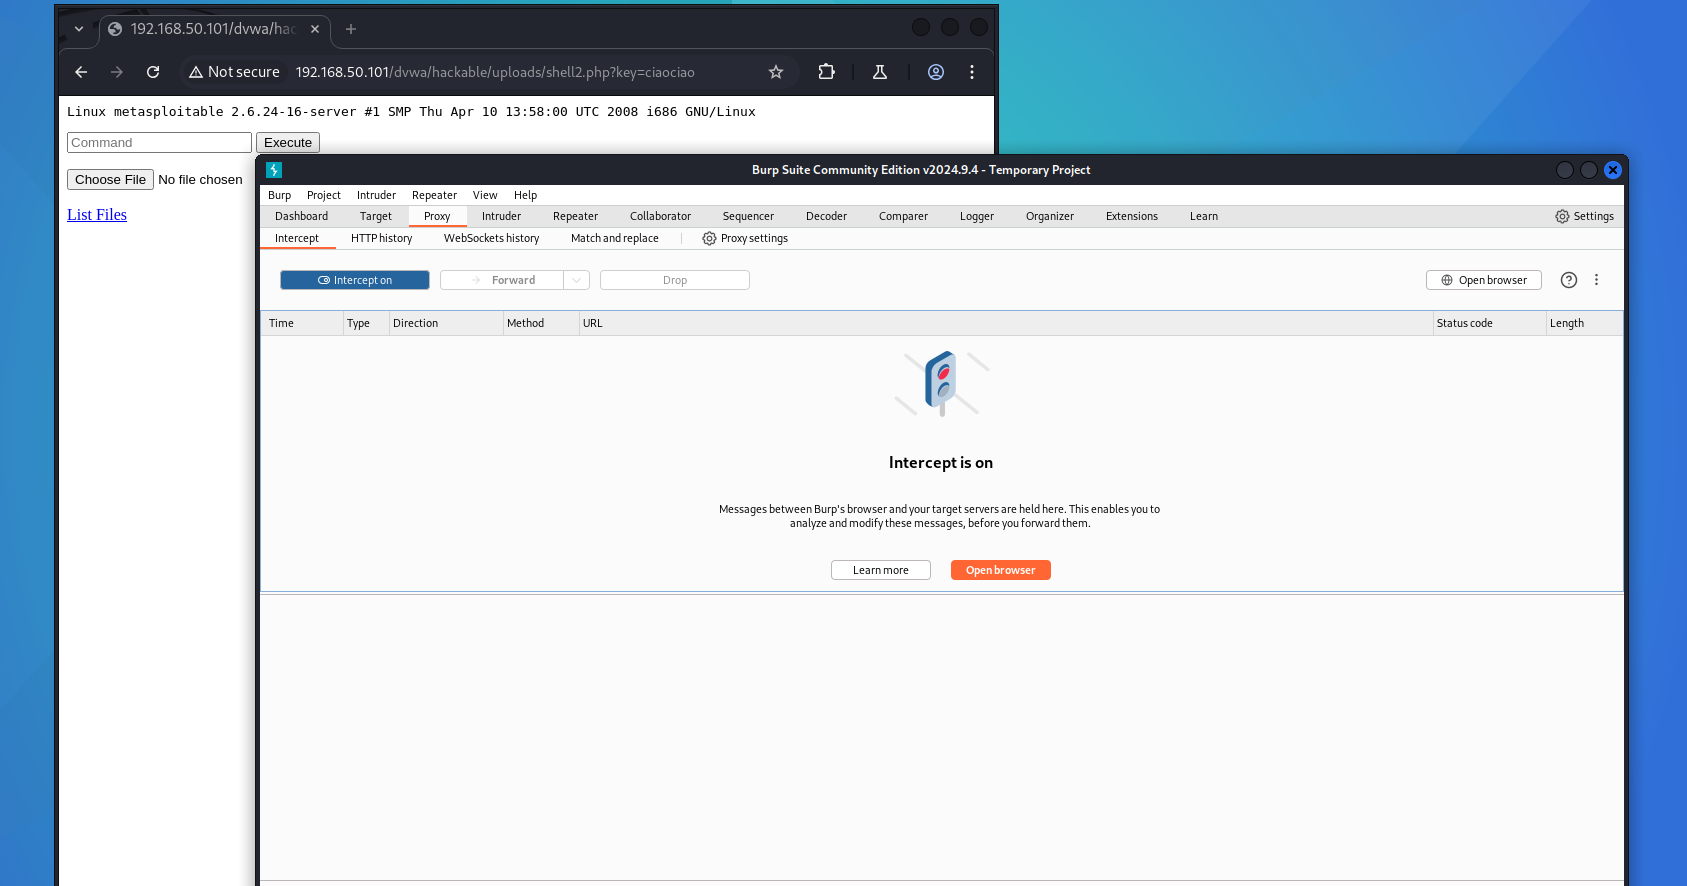 192.168.50.101/dvwa/hac
Not secure
192.168.50.101/dvwa/hackable/uploads/shell2.php?key=ciaociao
Linux metasploitable 2.6.24-16-server #1 SMP Thu Apr 10 13:58:00 UTC 2008 i686 GNU/Linux
Command Execute
Choose File No file chosen
List Files
Burp Suite Community Edition v2024.9.4 - Temporary Project
Burp Project Intruder Repeater View Help
Dashboard Target Proxy Intruder Repeater Collaborator Sequencer Decoder Comparer Logger Organizer Extensions Learn Settings
Intercept HTTP history WebSockets history Match and replace Proxy settings
Intercept on Forward Drop Open browser
Time Type Direction Method URL Status code Length
Intercept is on
Messages between Burp's browser and your target servers are held here. This enables you to
analyze and modify these messages, before you forward them.
Learn more Open browser